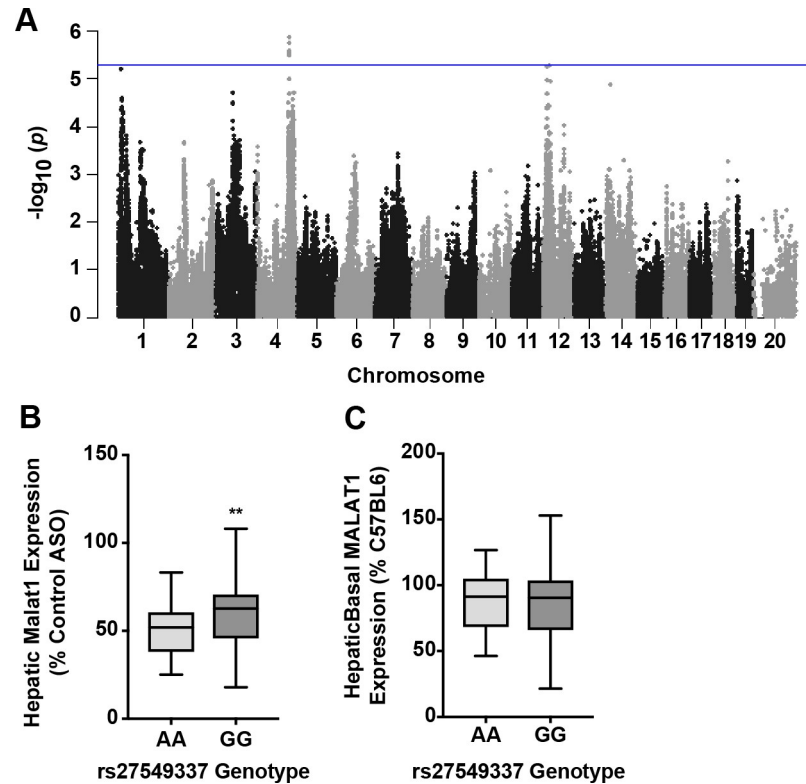 A
6
5
4
3
2
1
0
-log10 (p)
1 2 3 4 5 6 7 8 9 10 11 12 13 14 15 16 17 18 19 20
Chromosome
B
Hepatic Malat1 Expression
(% Control ASO)
150
100
50
0
**
AA GG
rs27549337 Genotype
C
HepaticBasal MALAT1
Expression (% C57BL6)
200
150
100
50
0
AA GG
rs27549337 Genotype